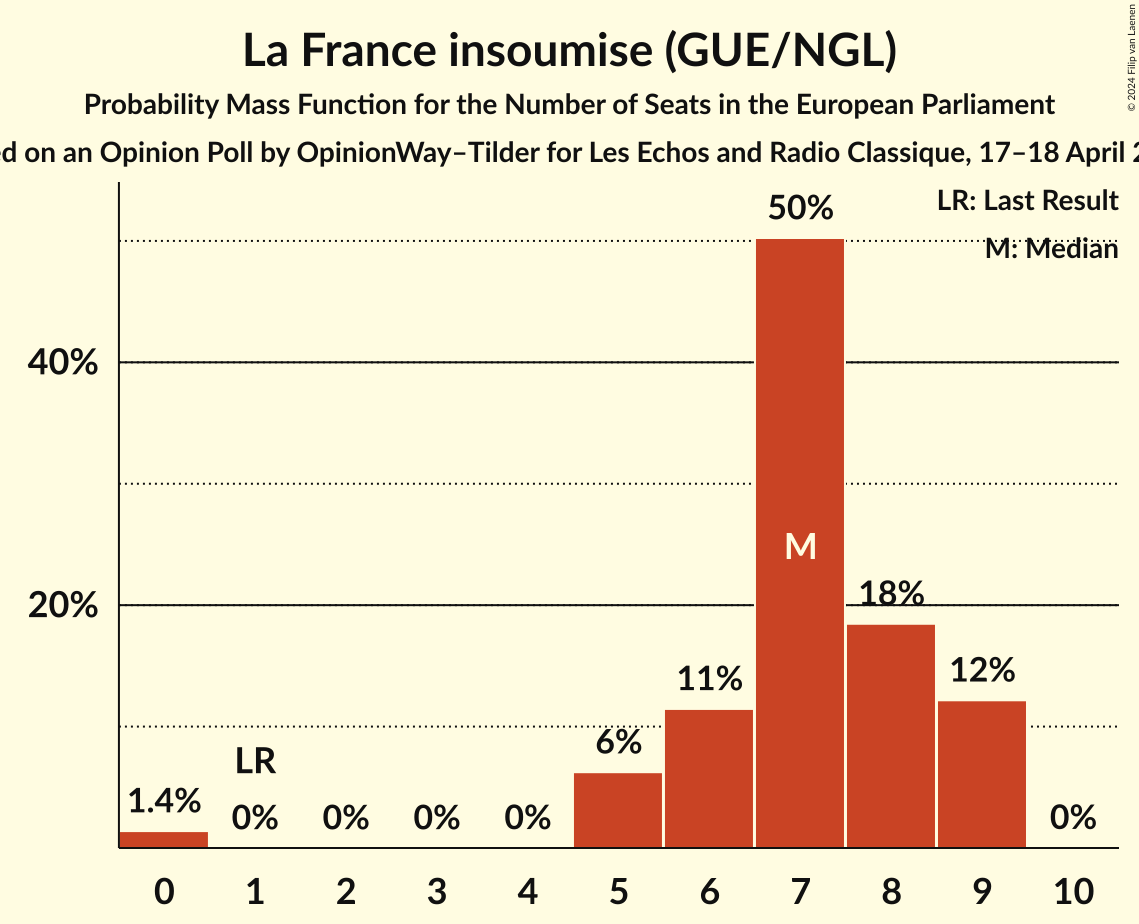 La France insoumise (GUE/NGL)
Probability Mass Function for the Number of Seats in the European Parliament
on an Opinion Poll by OpinionWay–Tilder for Les Echos and Radio Classique, 17–18 April
© 2024 Filip van Laenen
LR: Last Result
M: Median
50%
40%
M
20%
18%
12%
11%
6%
LR
1.4%
0%
0%
0%
0%
0%
0 1 2 3 4 5 6 7 8 9 10